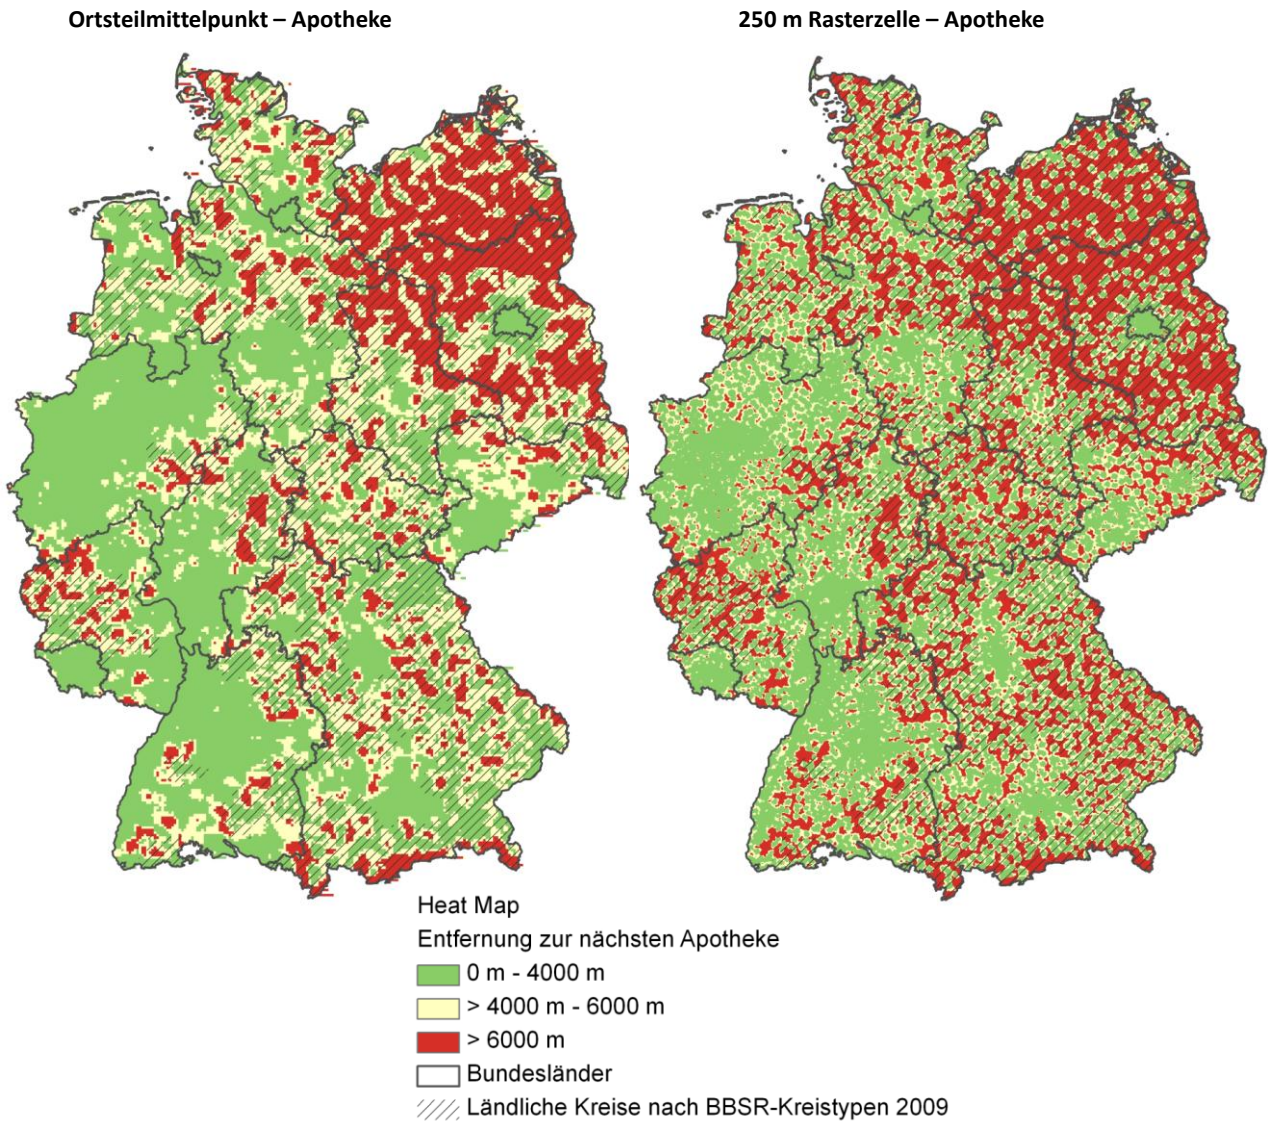 Ortsteilmittelpunkt – Apotheke
250 m Rasterzelle – Apotheke
Heat Map
Entfernung zur nächsten Apotheke
0 m - 4000 m
> 4000 m - 6000 m
> 6000 m
Bundesländer
Ländliche Kreise nach BBSR-Kreistypen 2009